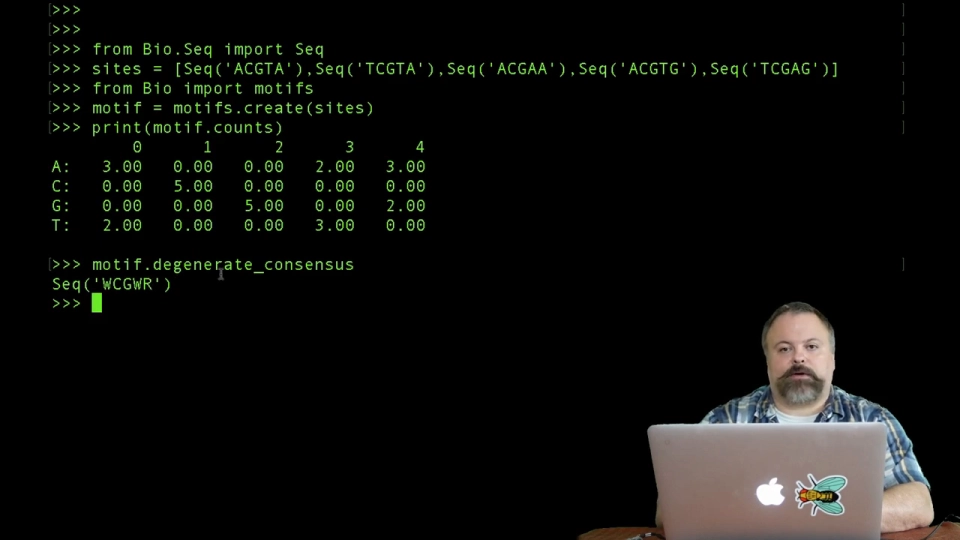 >>>
>>>
>>> from Bio.Seq import Seq
>>> sites = [Seq('ACGTA'),Seq('TCGTA'),Seq('ACGAA'),Seq('ACGTG'),Seq('TCGAG')]
>>> from Bio import motifs
>>> motif = motifs.create(sites)
>>> print(motif.counts)
        0      1      2      3      4
A:   3.00   0.00   0.00   2.00   3.00
C:   0.00   5.00   0.00   0.00   0.00
G:   0.00   0.00   5.00   0.00   2.00
T:   2.00   0.00   0.00   3.00   0.00
>>> motif.degenerate_consensus
Seq('WCGWR')
>>>